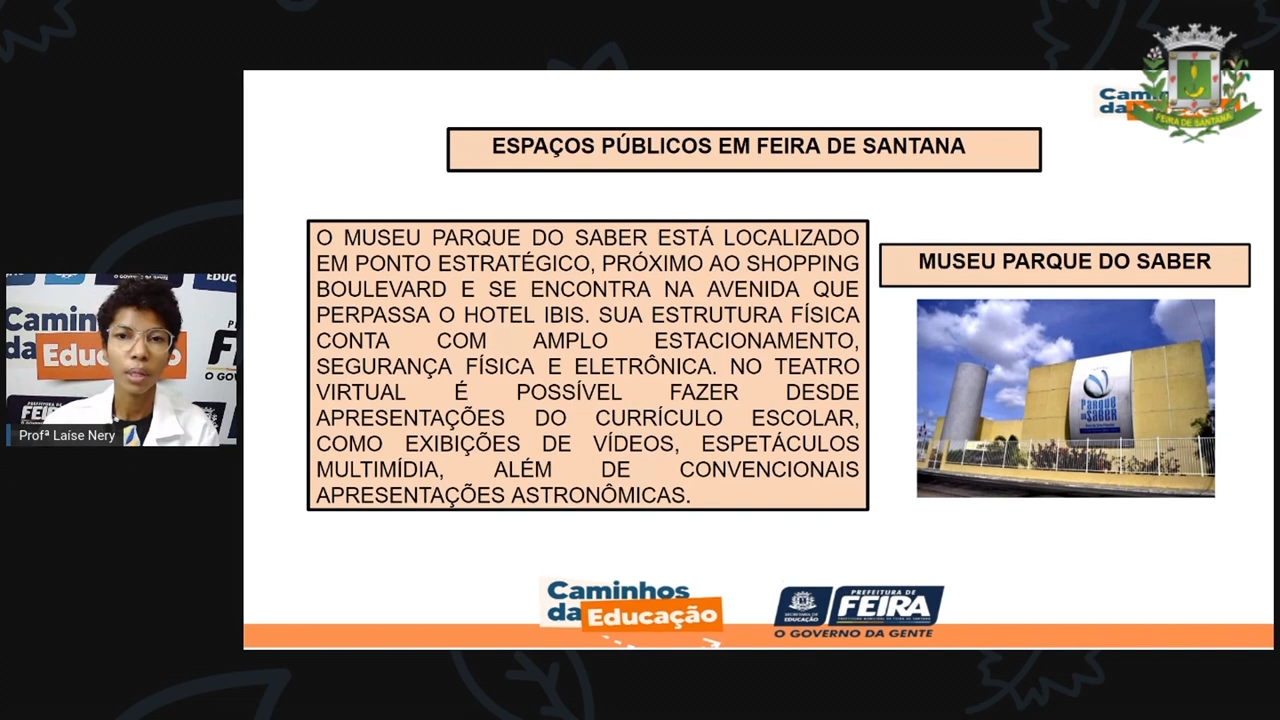 Caminhos
da Educação
FEIRA DE SANTANA
ESPAÇOS PÚBLICOS EM FEIRA DE SANTANA
O MUSEU PARQUE DO SABER ESTÁ LOCALIZADO
EM PONTO ESTRATÉGICO, PRÓXIMO AO SHOPPING
BOULEVARD E SE ENCONTRA NA AVENIDA QUE
PERPASSA O HOTEL IBIS. SUA ESTRUTURA FÍSICA
CONTA COM AMPLO ESTACIONAMENTO,
SEGURANÇA FÍSICA E ELETRÔNICA. NO TEATRO
VIRTUAL É POSSÍVEL FAZER DESDE
APRESENTAÇÕES DO CURRÍCULO ESCOLAR,
COMO EXIBIÇÕES DE VÍDEOS, ESPETÁCULOS
MULTIMÍDIA, ALÉM DE CONVENCIONAIS
APRESENTAÇÕES ASTRONÔMICAS.
MUSEU PARQUE DO SABER
PARQUE
DO SABER
Profª Laíse Nery
Caminhos
da Educação
SECRETARIA DE
EDUCAÇÃO
PREFEITURA DE
FEIRA
O GOVERNO DA GENTE